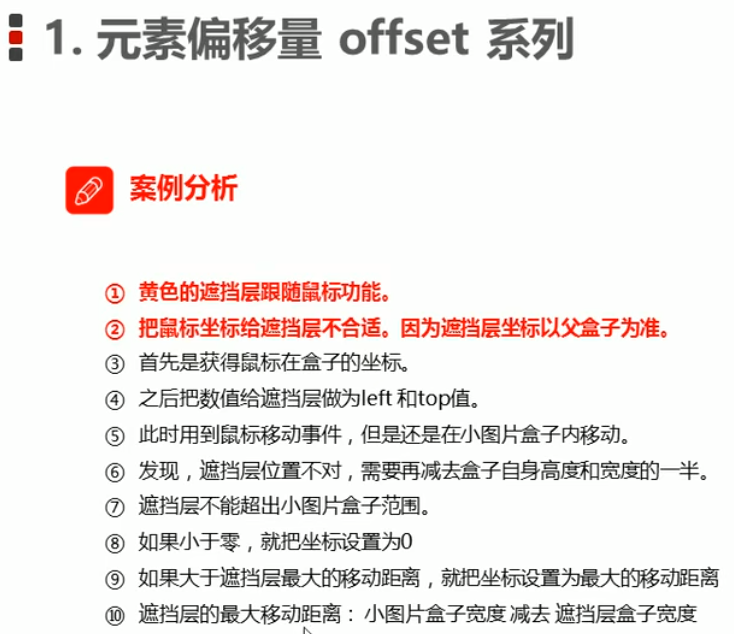 1. 元素偏移量 offset 系列
案例分析
① 黄色的遮挡层跟随鼠标功能。
② 把鼠标坐标给遮挡层不合适。因为遮挡层坐标以父盒子为准。
③ 首先是获得鼠标在盒子的坐标。
④ 之后把数值给遮挡层做为left 和top值。
⑤ 此时用到鼠标移动事件，但是还是在小图片盒子内移动。
⑥ 发现，遮挡层位置不对，需要再减去盒子自身高度和宽度的一半。
⑦ 遮挡层不能超出小图片盒子范围。
⑧ 如果小于零，就把坐标设置为0
⑨ 如果大于遮挡层最大的移动距离，就把坐标设置为最大的移动距离
⑩ 遮挡层的最大移动距离： 小图片盒子宽度 减去 遮挡层盒子宽度